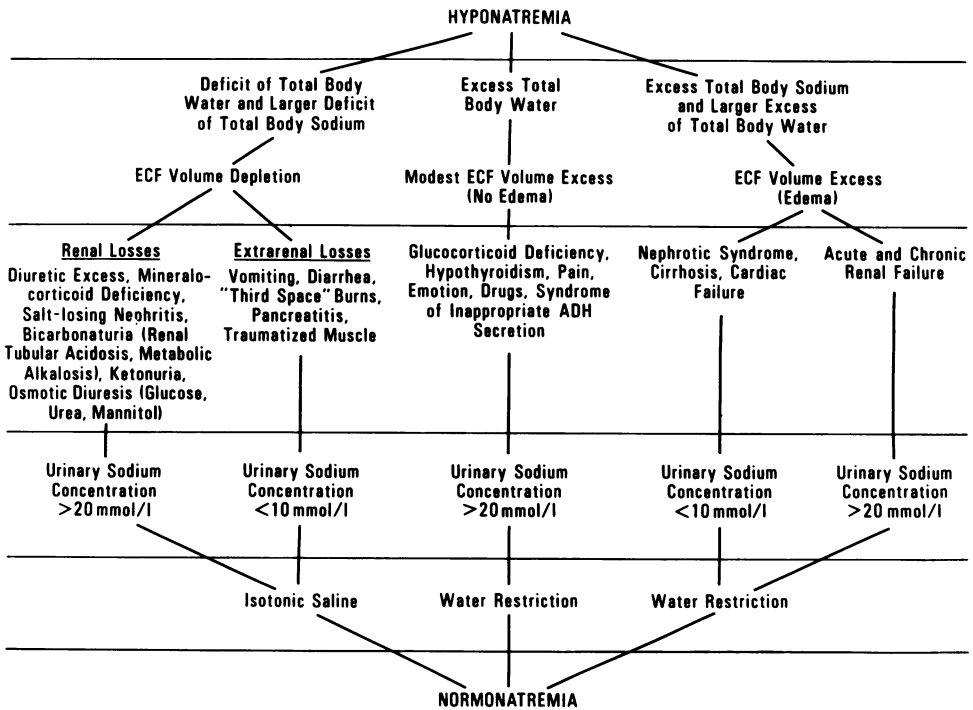 HYPONATREMIA
Deficit of Total Body
Water and Larger Deficit
of Total Body Sodium
Excess Total
Body Water
Excess Total Body Sodium
and Larger Excess
of Total Body Water
ECF Volume Depletion
Modest ECF Volume Excess
(No Edema)
ECF Volume Excess
(Edema)
Renal Losses
Diuretic Excess, Mineralo-
corticoid Deficiency,
Salt-losing Nephritis,
Bicarbonaturia (Renal
Tubular Acidosis, Metabolic
Alkalosis), Ketonuria,
Osmotic Diuresis (Glucose,
Urea, Mannitol)
Extrarenal Losses
Vomiting, Diarrhea,
"Third Space" Burns,
Pancreatitis,
Traumatized Muscle
Glucocorticoid Deficiency,
Hypothyroidism, Pain,
Emotion, Drugs, Syndrome
of Inappropriate ADH
Secretion
Nephrotic Syndrome,
Cirrhosis, Cardiac
Failure
Acute and Chronic
Renal Failure
Urinary Sodium
Concentration
>20 mmol/l
Urinary Sodium
Concentration
<10 mmol/l
Urinary Sodium
Concentration
>20 mmol/l
Urinary Sodium
Concentration
<10 mmol/l
Urinary Sodium
Concentration
>20 mmol/l
Isotonic Saline
Water Restriction
Water Restriction
NORMONATREMIA